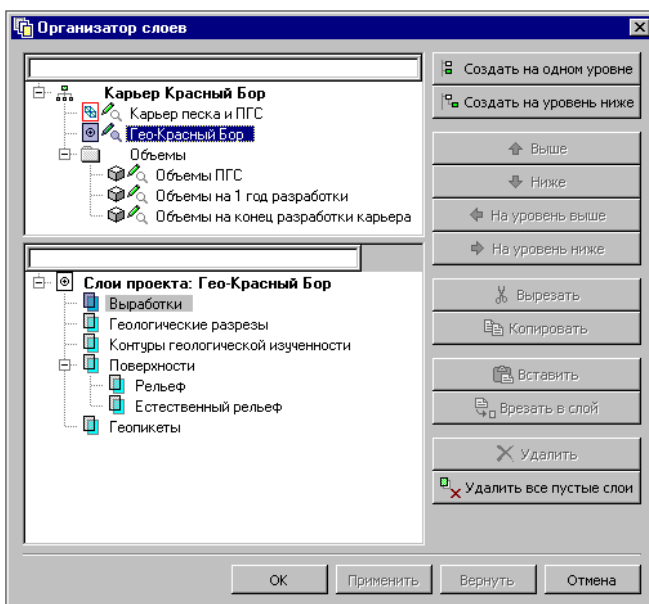 Организатор слоев
Карьер Красный Бор
Карьер песка и ПГС
Гео-Красный Бор
Объемы
Объемы ПГС
Объемы на 1 год разработки
Объемы на конец разработки карьера
Слои проекта: Гео-Красный Бор
Выработки
Геологические разрезы
Контуры геологической изученности
Поверхности
Рельеф
Естественный рельеф
Геопикеты
Создать на одном уровне
Создать на уровень ниже
Выше
Ниже
На уровень выше
На уровень ниже
Вырезать
Копировать
Вставить
Врезать в слой
Удалить
Удалить все пустые слои
OK
Применить
Вернуть
Отмена